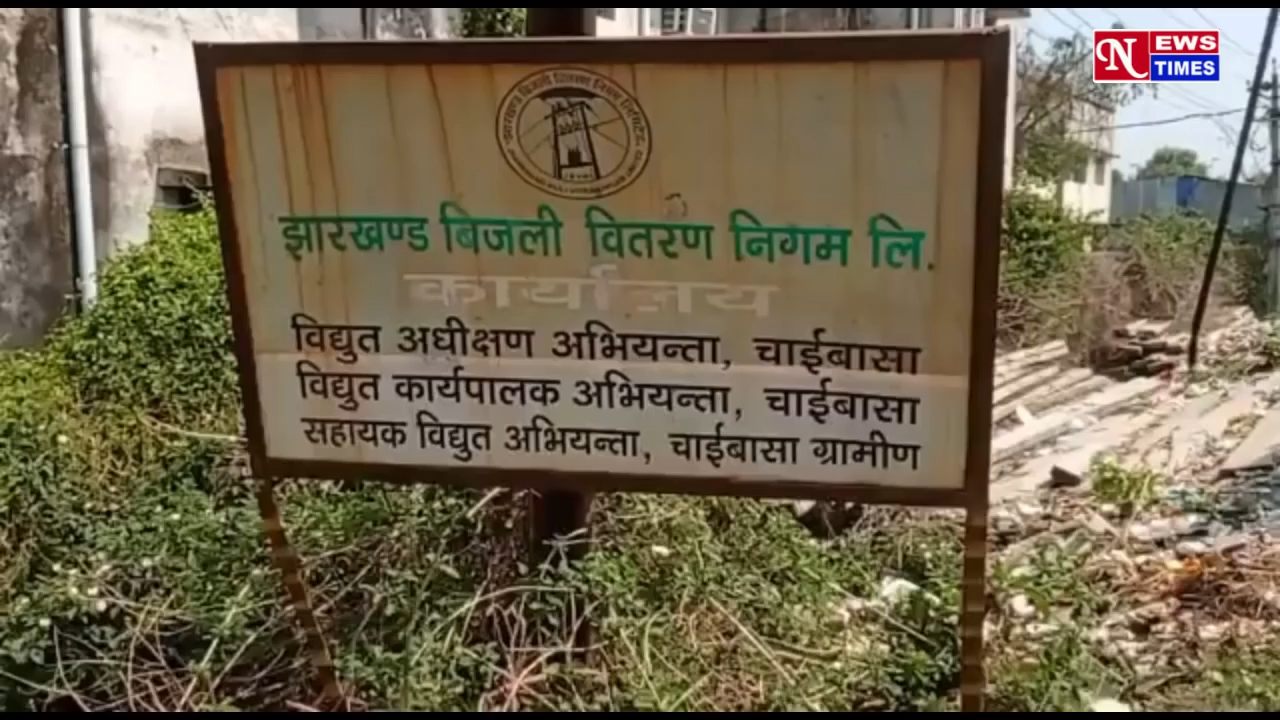 NEWS
TIMES
झारखण्ड बिजली वितरण निगम लि.
कार्यालय
विद्युत अधीक्षण अभियन्ता, चाईबासा
विद्युत कार्यपालक अभियन्ता, चाईबासा
सहायक विद्युत अभियन्ता, चाईबासा ग्रामीण